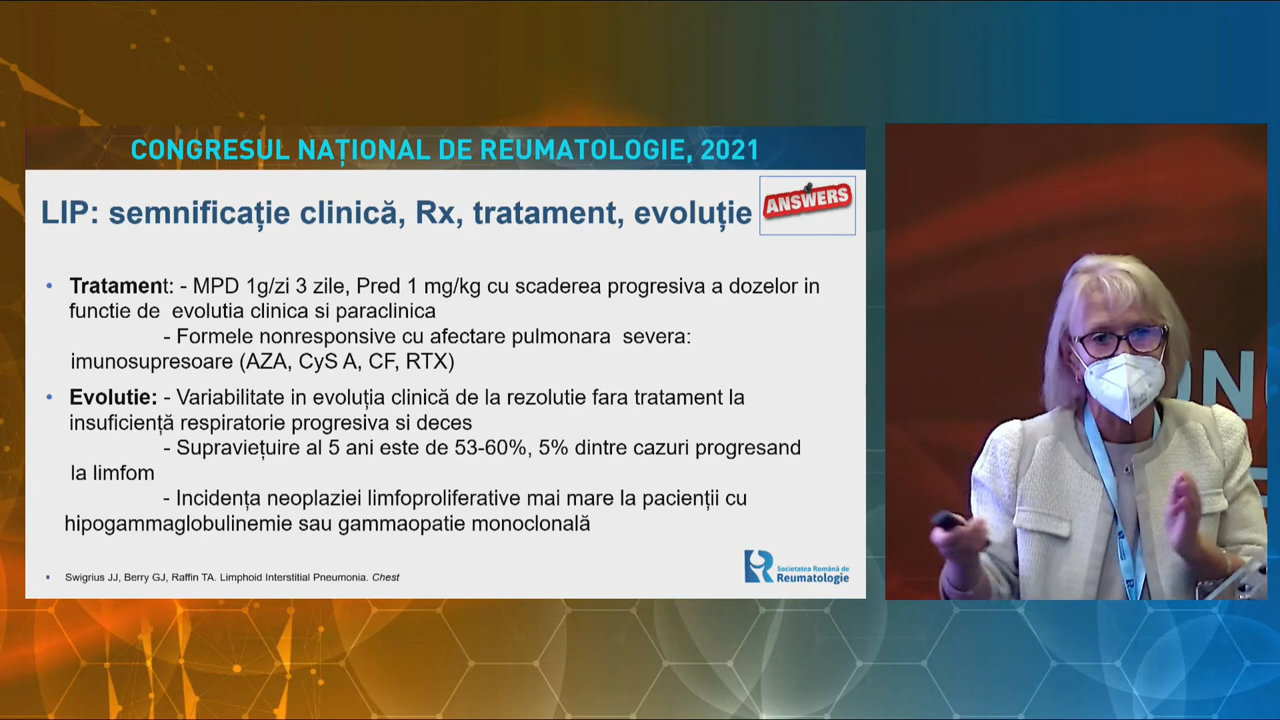 CONGRESUL NAȚIONAL DE REUMATOLOGIE, 2021
LIP: semnificație clinică, Rx, tratament, evoluție
ANSWERS
• Tratament: - MPD 1g/zi 3 zile, Pred 1 mg/kg cu scaderea progresiva a dozelor in
functie de evolutia clinica si paraclinica
- Formele nonresponsive cu afectare pulmonara severa:
imunosupresoare (AZA, CyS A, CF, RTX)
• Evolutie: - Variabilitate in evoluția clinică de la rezolutie fara tratament la
insuficiență respiratorie progresiva si deces
- Supraviețuire al 5 ani este de 53-60%, 5% dintre cazuri progresand
la limfom
- Incidența neoplaziei limfoproliferative mai mare la pacienții cu
hipogammaglobulinemie sau gammaopatie monoclonală
• Swigrius JJ, Berry GJ, Raffin TA. Limphoid Interstitial Pneumonia. Chest
Societatea Română de
Reumatologie